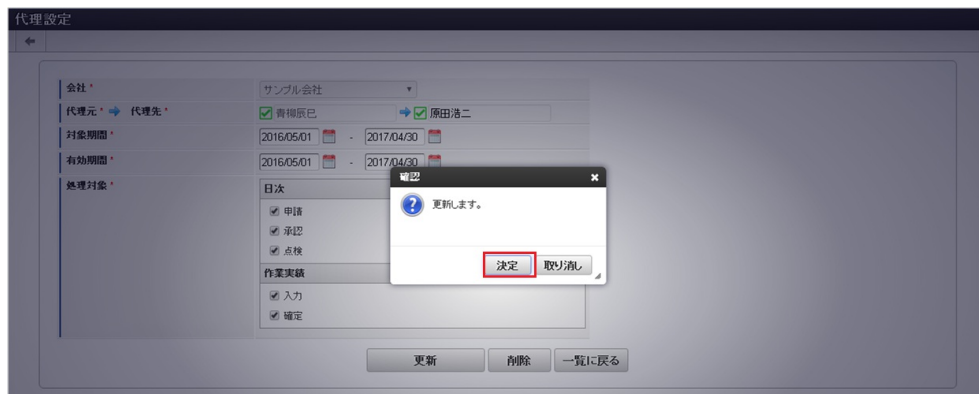 代理設定
会社 * サンプル会社
代理元 * 代理先 * 青柳辰巳 原田浩二
対象期間 * 2016/05/01 - 2017/04/30
有効期間 * 2016/05/01 - 2017/04/30
処理対象 * 日次
申請
承認
点検
作業実績
入力
確定
確認
更新します。
決定 取り消し
更新 削除 一覧に戻る